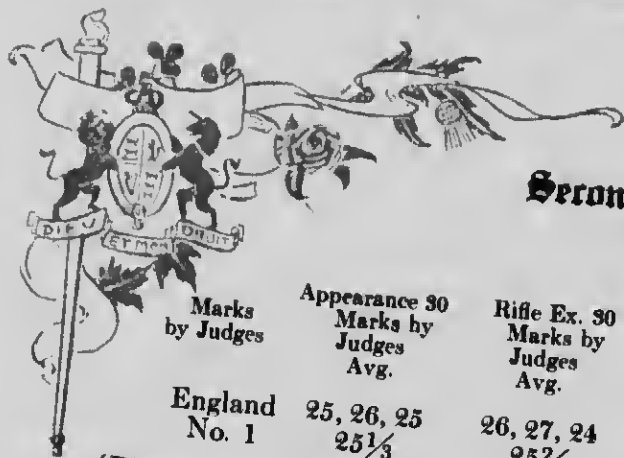 DIEU
ET MON
DROIT
Secon
Marks
by Judges
Appearance 30
Marks by
Judges
Avg.
Rifle Ex. 30
Marks by
Judges
Avg.
England
No. 1
25, 26, 25
25⅓
26, 27, 24